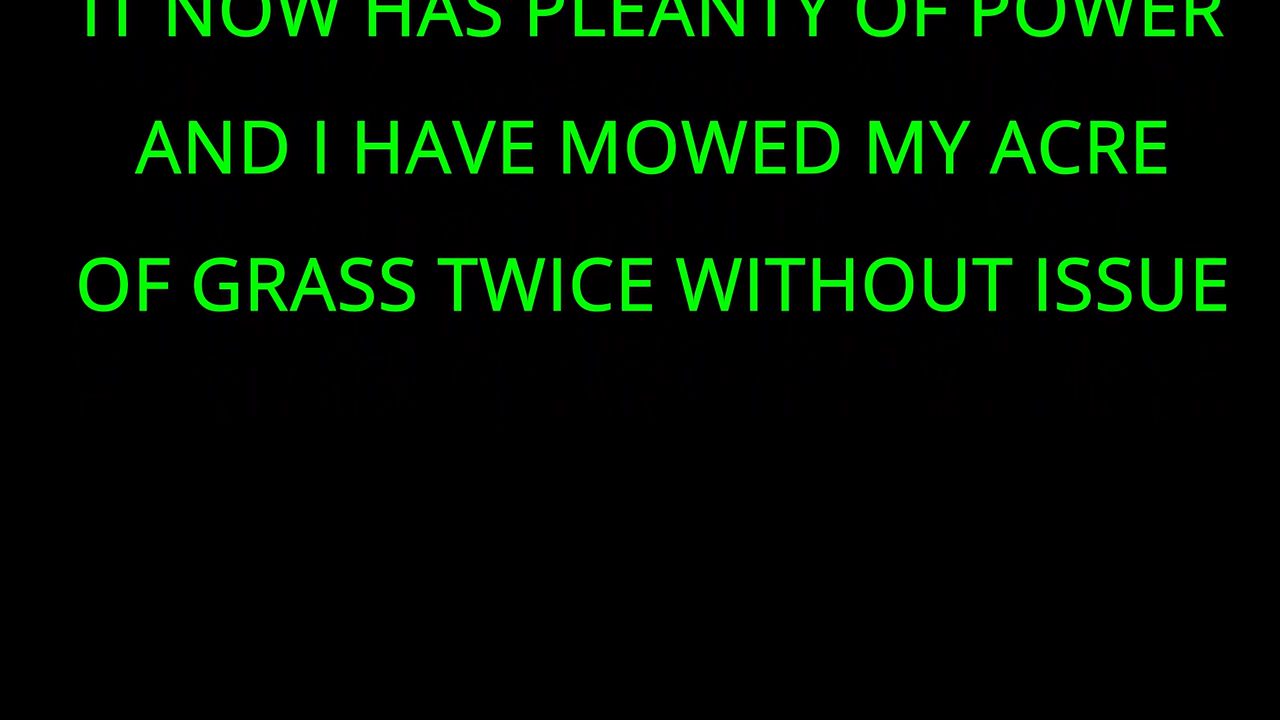 IT NOW HAS PLEANTY OF POWER
AND I HAVE MOWED MY ACRE
OF GRASS TWICE WITHOUT ISSUE